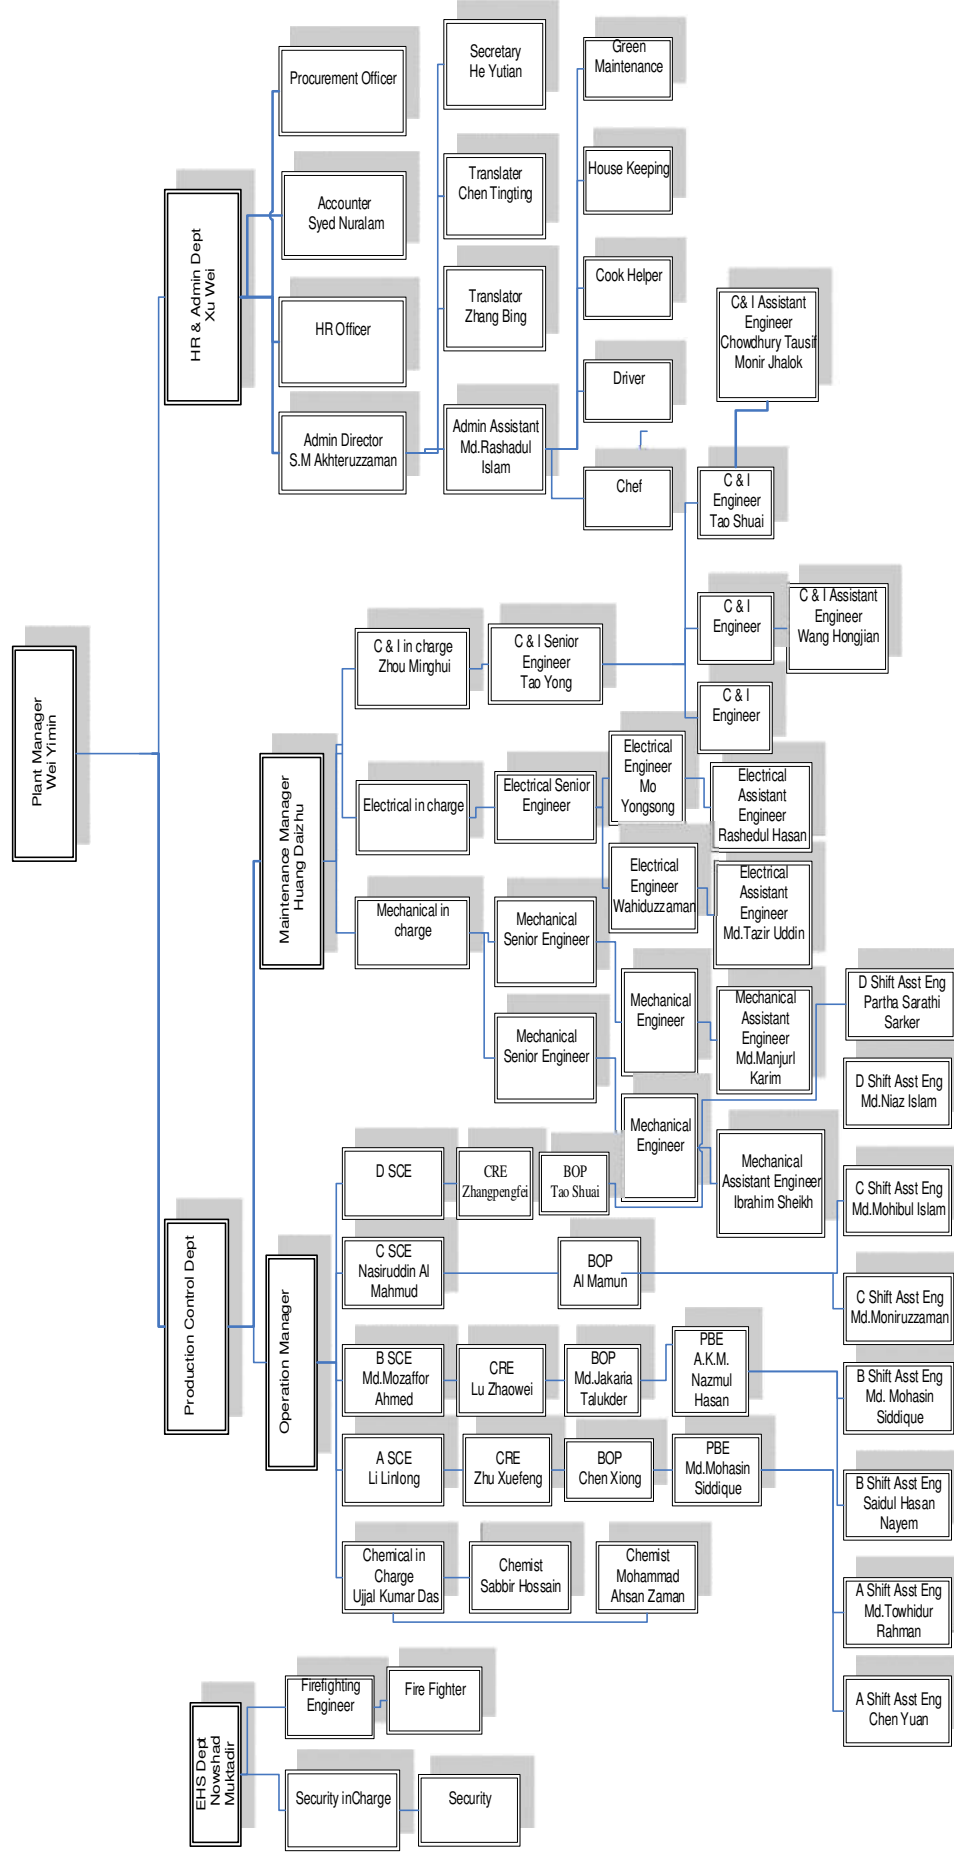 Plant Manager
Wei Yimin
HR & Admin Dept
Xu Wei
Procurement Officer
Accounter
Syed Nuralam
HR Officer
Admin Director
S.M Akhteruzzaman
Secretary
He Yutian
Translater
Chen Tingting
Translator
Zhang Bing
Admin Assistant
Md.Rashadul
Islam
Green
Maintenance
House Keeping
Cook Helper
Driver
Chef
Production Control Dept
Maintenance Manager
Huang Daizhu
C & I in charge
Zhou Minghui
C & I Senior
Engineer
Tao Yong
C & I
Engineer
Tao Shuai
C& I Assistant
Engineer
Chowdhury Tausif
Monir Jhalok
C & I
Engineer
C & I Assistant
Engineer
Wang Hongjian
C & I
Engineer
Electrical in charge
Electrical Senior
Engineer
Electrical
Engineer
Mo
Yongsong
Electrical
Assistant
Engineer
Rashedul Hasan
Electrical
Engineer
Wahiduzzaman
Electrical
Assistant
Engineer
Md.Tazir Uddin
Mechanical in
charge
Mechanical
Senior Engineer
Mechanical
Engineer
Mechanical
Assistant
Engineer
Md.Manjurl
Karim
Mechanical
Senior Engineer
Mechanical
Engineer
Mechanical
Assistant Engineer
Ibrahim Sheikh
Operation Manager
D SCE
CRE
Zhangpengfei
BOP
Tao Shuai
D Shift Asst Eng
Partha Sarathi
Sarker
D Shift Asst Eng
Md.Niaz Islam
C SCE
Nasiruddin Al
Mahmud
BOP
Al Mamun
C Shift Asst Eng
Md.Mohibul Islam
C Shift Asst Eng
Md.Moniruzzaman
B SCE
Md.Mozaffor
Ahmed
CRE
Lu Zhaowei
BOP
Md.Jakaria
Talukder
PBE
A.K.M.
Nazmul
Hasan
B Shift Asst Eng
Md. Mohasin
Siddique
B Shift Asst Eng
Saidul Hasan
Nayem
A SCE
Li Linlong
CRE
Zhu Xuefeng
BOP
Chen Xiong
PBE
Md.Mohasin
Siddique
A Shift Asst Eng
Md.Towhidur
Rahman
A Shift Asst Eng
Chen Yuan
Chemical in
Charge
Ujjal Kumar Das
Chemist
Sabbir Hossain
Chemist
Mohammad
Ahsan Zaman
EHS Dept
Nowshad
Muktadir
Firefighting
Engineer
Fire Fighter
Security inCharge
Security